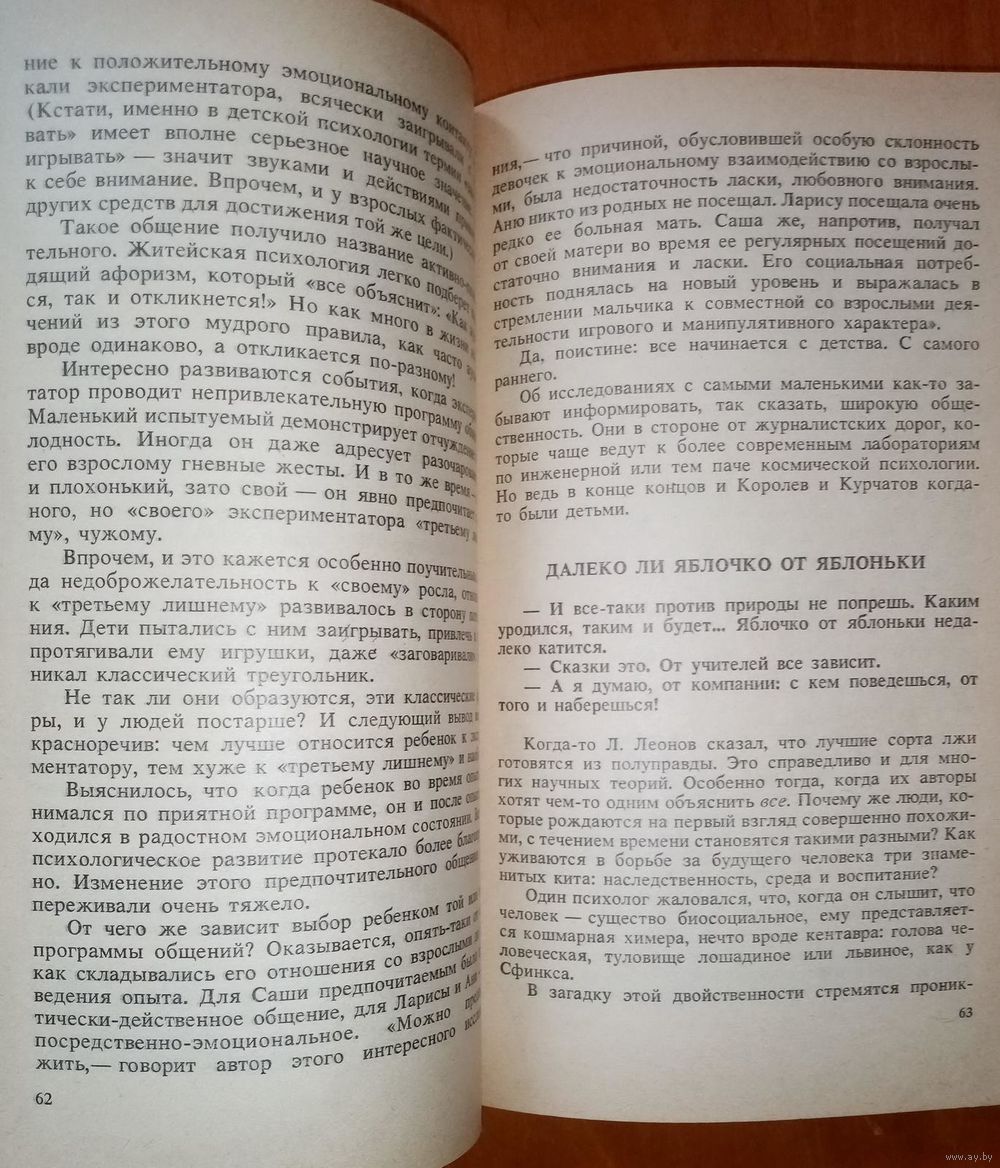 ние к положительному эмоциональному
кали экспериментатора, всячески заигрывали
(Кстати, именно в детской психологии термин
вать» имеет вполне серьезное научное
игрывать» — значит звуками и действиями
к себе внимание. Впрочем, и у взрослых
других средств для достижения той же цели.)
Такое общение получило название
тельного. Житейская психология легко подберет
дящий афоризм, который «все объяснит»: «Как
ся, так и откликнется!» Но как много в жизни
чений из этого мудрого правила, как часто
вроде одинаково, а откликается по-разному!
Интересно развиваются события, когда
татор проводит непривлекательную программу
Маленький испытуемый демонстрирует
лодность. Иногда он даже адресует
его взрослому гневные жесты. И в то же время —
и плохонький, зато свой — он явно предпочитает
ного, но «своего» экспериментатора «третьему
му», чужому.
Впрочем, и это кажется особенно поучительным,
да недоброжелательность к «своему» росла,
к «третьему лишнему» развивалось в сторону
ния. Дети пытались с ним заигрывать, привлечь
протягивали ему игрушки, даже «заговаривали»
никал классический треугольник.
Не так ли они образуются, эти классические
ры, и у людей постарше? И следующий вывод
красноречив: чем лучше относится ребенок к
ментатору, тем хуже к «третьему лишнему» и
Выяснилось, что когда ребенок во время
нимался по приятной программе, он и после
ходился в радостном эмоциональном состоянии.
психологическое развитие протекало более
но. Изменение этого предпочтительного общения
переживали очень тяжело.
От чего же зависит выбор ребенком той или
программы общений? Оказывается, опять-таки от
как складывались его отношения со взрослыми
ведения опыта. Для Саши предпочитаемым было
тически-действенное общение, для Ларисы и Ани —
посредственно-эмоциональное. «Можно
жить,— говорит автор этого интересного
62
ния,— что причиной, обусловившей особую склонность
девочек к эмоциональному взаимодействию со взрослы-
ми, была недостаточность ласки, любовного внимания.
Аню никто из родных не посещал. Ларису посещала очень
редко ее больная мать. Саша же, напротив, получал
от своей матери во время ее регулярных посещений до-
статочно внимания и ласки. Его социальная потреб-
ность поднялась на новый уровень и выражалась в
стремлении мальчика к совместной со взрослыми дея-
тельности игрового и манипулятивного характера».
Да, поистине: все начинается с детства. С самого
раннего.
Об исследованиях с самыми маленькими как-то за-
бывают информировать, так сказать, широкую обще-
ственность. Они в стороне от журналистских дорог, ко-
торые чаще ведут к более современным лабораториям
по инженерной или тем паче космической психологии.
Но ведь в конце концов и Королев и Курчатов когда-
то были детьми.
ДАЛЕКО ЛИ ЯБЛОЧКО ОТ ЯБЛОНЬКИ
— И все-таки против природы не попрешь. Каким
уродился, таким и будет... Яблочко от яблоньки неда-
леко катится.
— Сказки это. От учителей все зависит.
— А я думаю, от компании: с кем поведешься, от
того и наберешься!
Когда-то Л. Леонов сказал, что лучшие сорта лжи
готовятся из полуправды. Это справедливо и для мно-
гих научных теорий. Особенно тогда, когда их авторы
хотят чем-то одним объяснить все. Почему же люди, ко-
торые рождаются на первый взгляд совершенно похожи-
ми, с течением времени становятся такими разными? Как
уживаются в борьбе за будущего человека три знаме-
нитых кита: наследственность, среда и воспитание?
Один психолог жаловался, что, когда он слышит, что
человек — существо биосоциальное, ему представляет-
ся кошмарная химера, нечто вроде кентавра: голова че-
ловеческая, туловище лошадиное или львиное, как у
Сфинкса.
В загадку этой двойственности стремятся проник-
63
www.ay.by